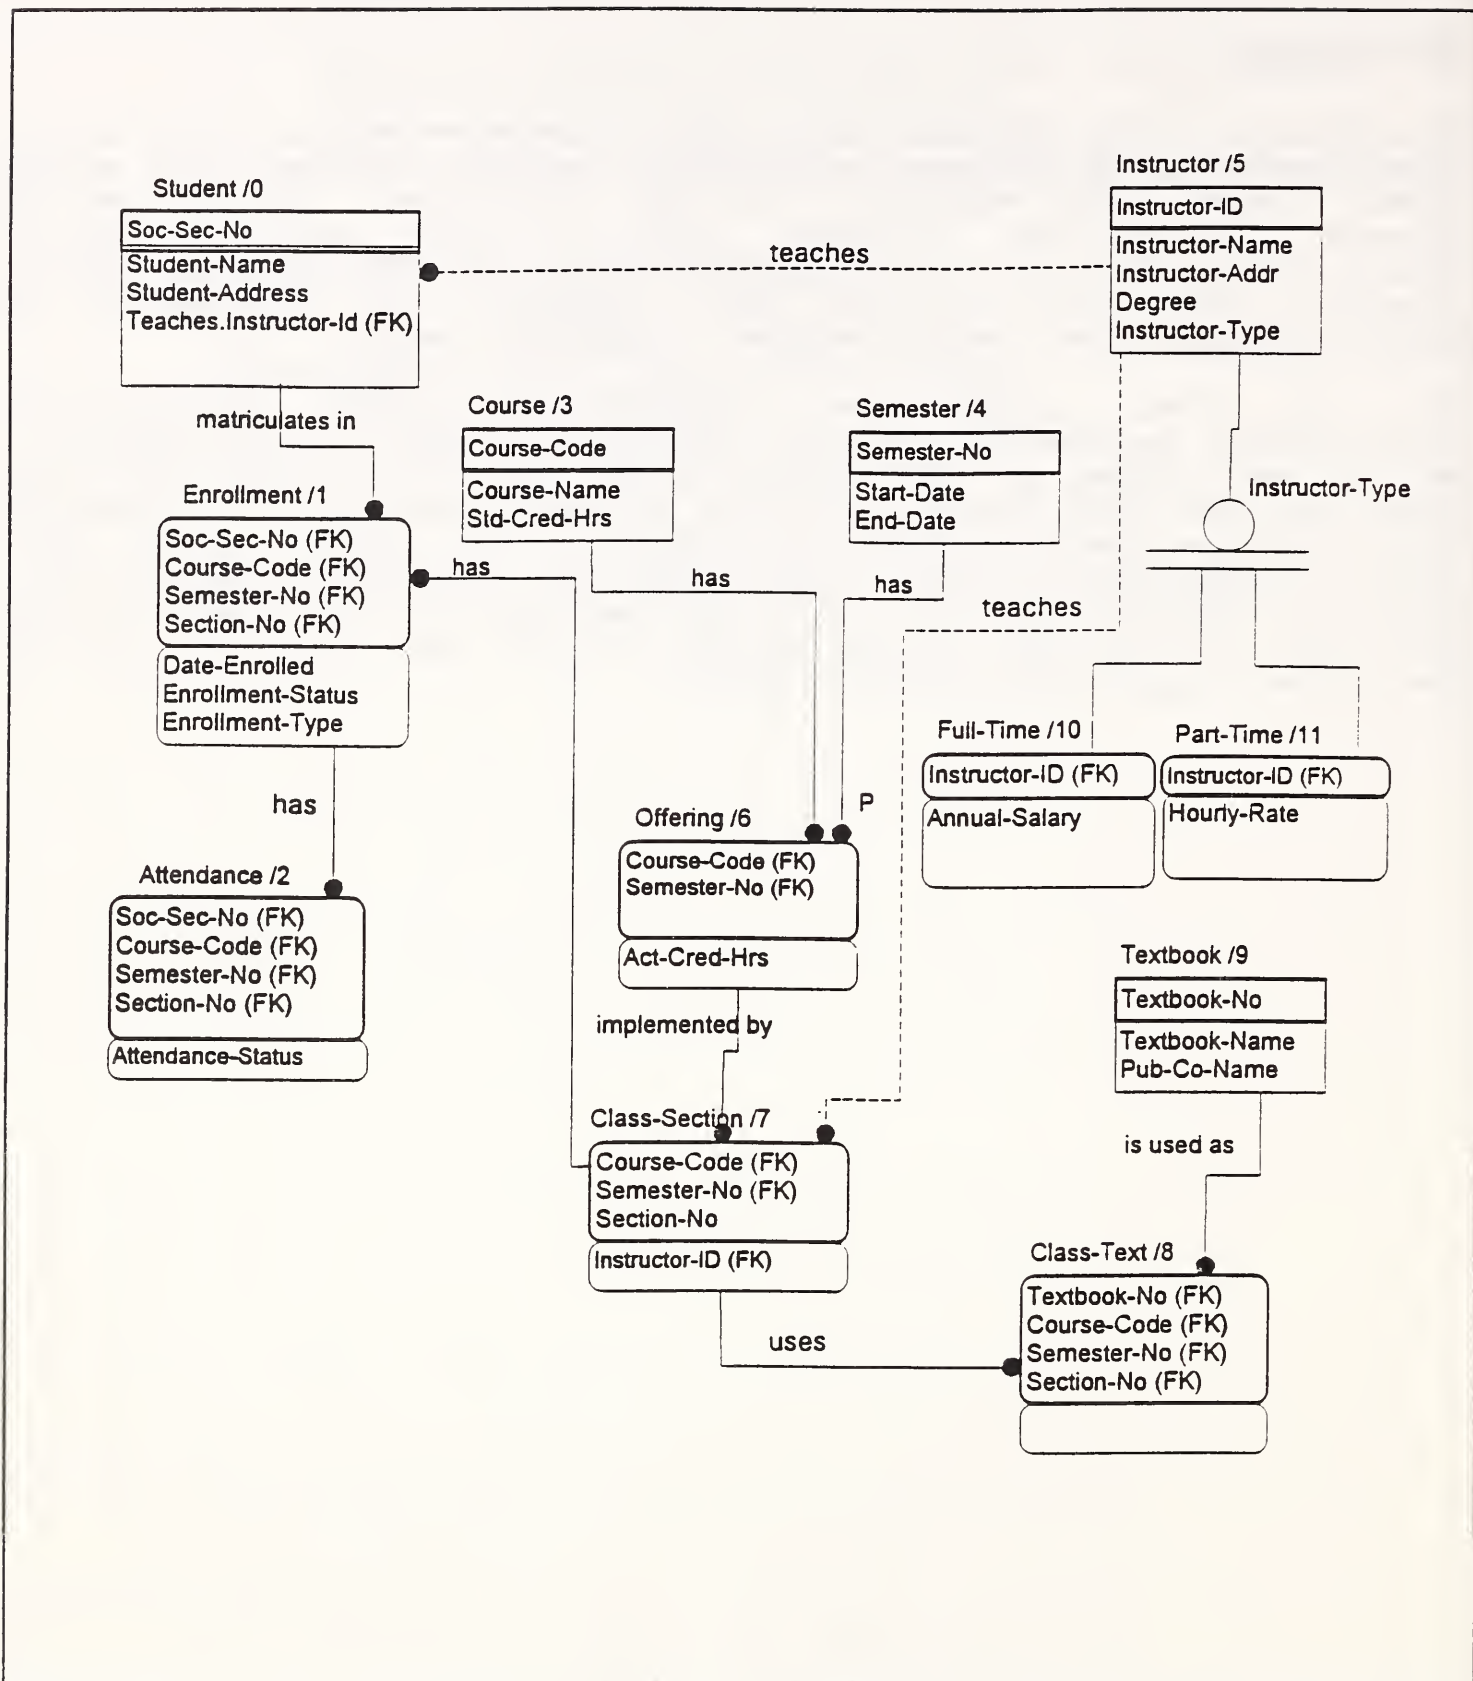 Instructor /5
Instructor-ID
Instructor-Name
Instructor-Addr
Degree
Instructor-Type
Student /0
Soc-Sec-No
Student-Name
Student-Address
Teaches.Instructor-Id (FK)
teaches
matriculates in
Course /3
Course-Code
Course-Name
Std-Cred-Hrs
Semester /4
Semester-No
Start-Date
End-Date
Instructor-Type
Enrollment /1
Soc-Sec-No (FK)
Course-Code (FK)
Semester-No (FK)
Section-No (FK)
Date-Enrolled
Enrollment-Status
Enrollment-Type
has
has
has
teaches
Full-Time /10
Instructor-ID (FK)
Annual-Salary
Part-Time /11
Instructor-ID (FK)
Hourly-Rate
has
P
Offering /6
Course-Code (FK)
Semester-No (FK)
Act-Cred-Hrs
Attendance /2
Soc-Sec-No (FK)
Course-Code (FK)
Semester-No (FK)
Section-No (FK)
Attendance-Status
implemented by
Textbook /9
Textbook-No
Textbook-Name
Pub-Co-Name
Class-Section /7
Course-Code (FK)
Semester-No (FK)
Section-No
Instructor-ID (FK)
is used as
uses
Class-Text /8
Textbook-No (FK)
Course-Code (FK)
Semester-No (FK)
Section-No (FK)